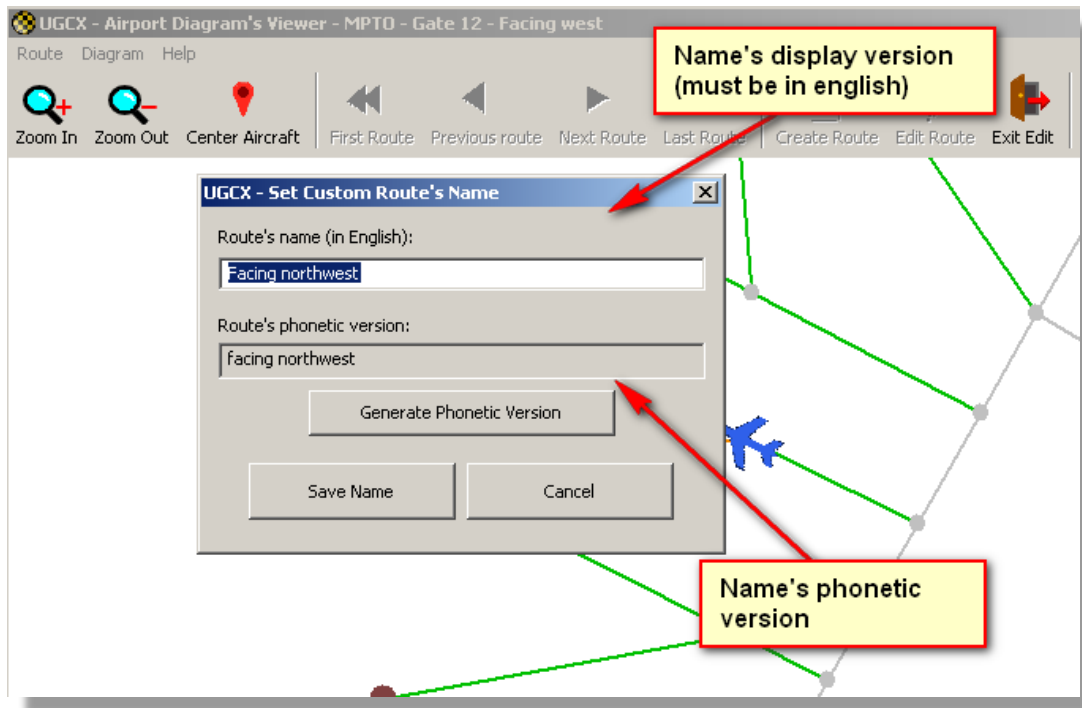 UGCX - Airport Diagram's Viewer - MPTO - Gate 12 - Facing west
Route Diagram Help
Name's display version
(must be in english)
Zoom In Zoom Out Center Aircraft First Route Previous route Next Route Last Route Create Route Edit Route Exit Edit
UGCX - Set Custom Route's Name
Route's name (in English):
Facing northwest
Route's phonetic version:
facing northwest
Generate Phonetic Version
Save Name Cancel
Name's phonetic
version